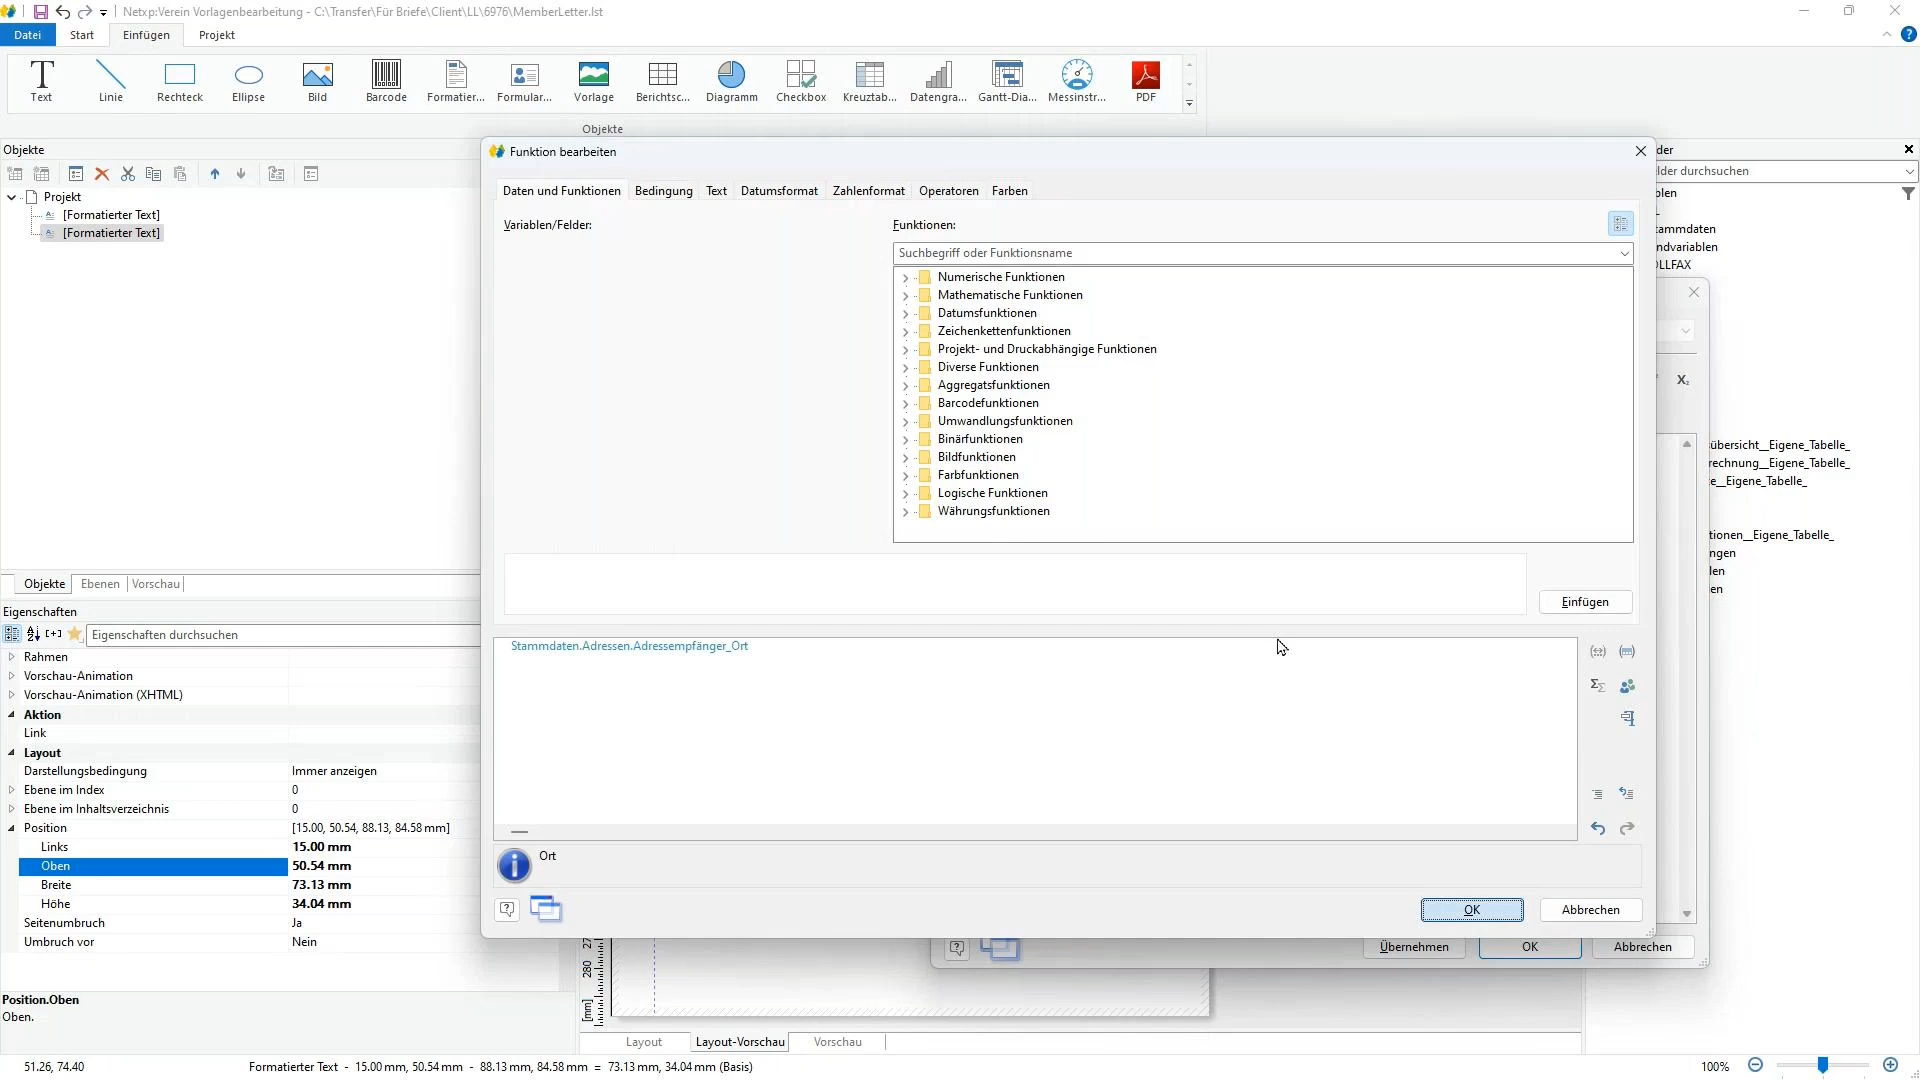 Netxp:Verein Vorlagenbearbeitung - C:\Transfer\Für Briefe\Client\LL\6976\MemberLetter.lst
Datei Start Einfügen Projekt
Text Linie Rechteck Ellipse Bild Barcode Formatier... Formular... Vorlage Berichtsc... Diagramm Checkbox Kreuztab... Datengra... Gantt-Dia... Messinstr... PDF
Objekte
Objekte
Projekt
[Formatierter Text]
[Formatierter Text]
Objekte Ebenen Vorschau
Eigenschaften
Eigenschaften durchsuchen
Rahmen
Vorschau-Animation
Vorschau-Animation (XHTML)
Aktion
Link
Layout
Darstellungsbedingung Immer anzeigen
Ebene im Index 0
Ebene im Inhaltsverzeichnis 0
Position [15.00, 50.54, 88.13, 84.58 mm]
Links 15.00 mm
Oben 50.54 mm
Breite 73.13 mm
Höhe 34.04 mm
Seitenumbruch Ja
Umbruch vor Nein
Position.Oben
Oben.
Funktion bearbeiten
Daten und Funktionen Bedingung Text Datumsformat Zahlenformat Operatoren Farben
Variablen/Felder: Funktionen:
Suchbegriff oder Funktionsname
Numerische Funktionen
Mathematische Funktionen
Datumsfunktionen
Zeichenkettenfunktionen
Projekt- und Druckabhängige Funktionen
Diverse Funktionen
Aggregatsfunktionen
Barcodefunktionen
Umwandlungsfunktionen
Binärfunktionen
Bildfunktionen
Farbfunktionen
Logische Funktionen
Währungsfunktionen
Einfügen
Stammdaten.Adressen.Adressempfänger_Ort
Ort
OK Abbrechen
Übernehmen OK Abbrechen
der
lder durchsuchen
blen
tammdaten
ndvariablen
OLLFAX
X₂
übersicht__Eigene_Tabelle_
rechnung__Eigene_Tabelle_
e__Eigene_Tabelle_
tionen__Eigene_Tabelle_
ngen
len
en
280
[mm]
Layout Layout-Vorschau Vorschau
51.26, 74.40 Formatierter Text - 15.00 mm, 50.54 mm - 88.13 mm, 84.58 mm = 73.13 mm, 34.04 mm (Basis) 100%